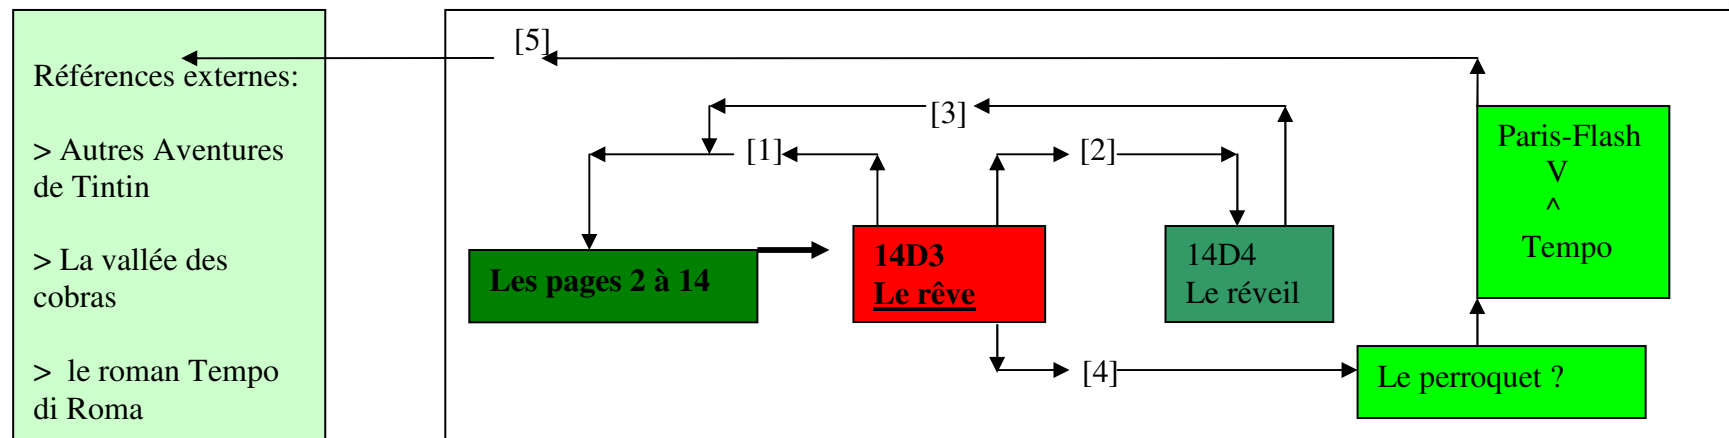 Références externes:
> Autres Aventures
de Tintin
> La vallée des
cobras
> le roman Tempo
di Roma
[5]
[3]
[1]
[2]
Les pages 2 à 14
14D3
Le rêve
14D4
Le réveil
[4]
Paris-Flash
V
^
Tempo
Le perroquet ?